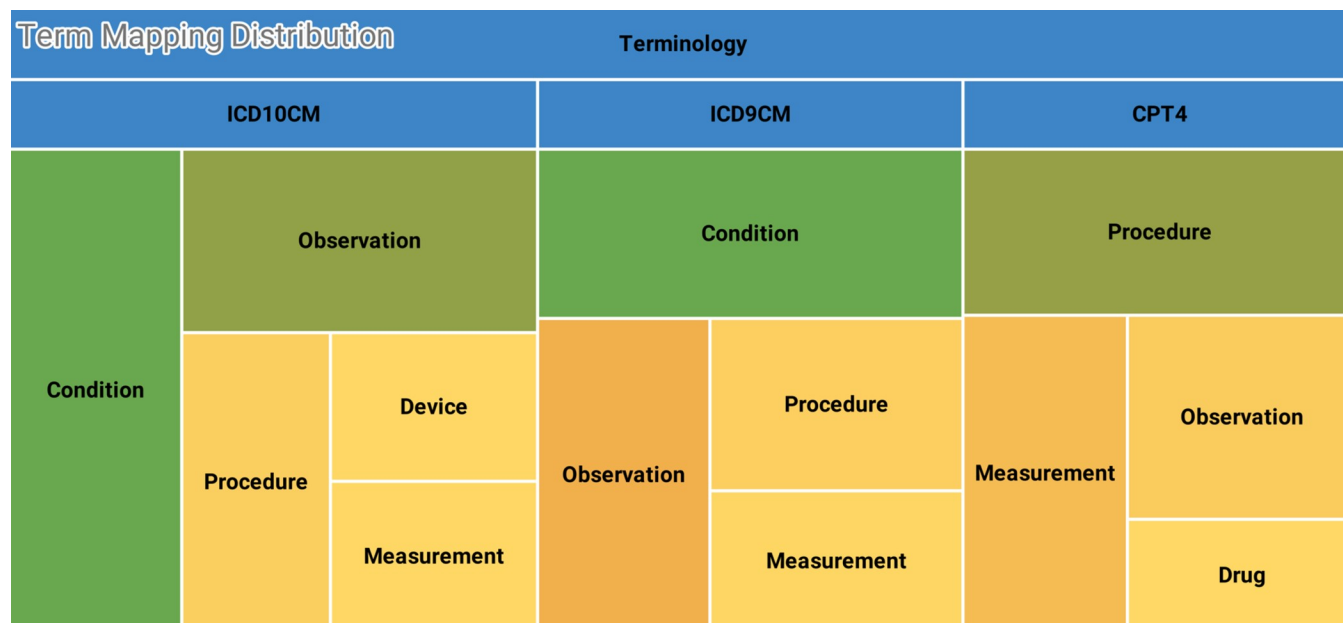 Term Mapping Distribution
Terminology
ICD10CM
ICD9CM
CPT4
Condition
Observation
Procedure
Device
Measurement
Condition
Observation
Procedure
Measurement
Procedure
Measurement
Observation
Drug